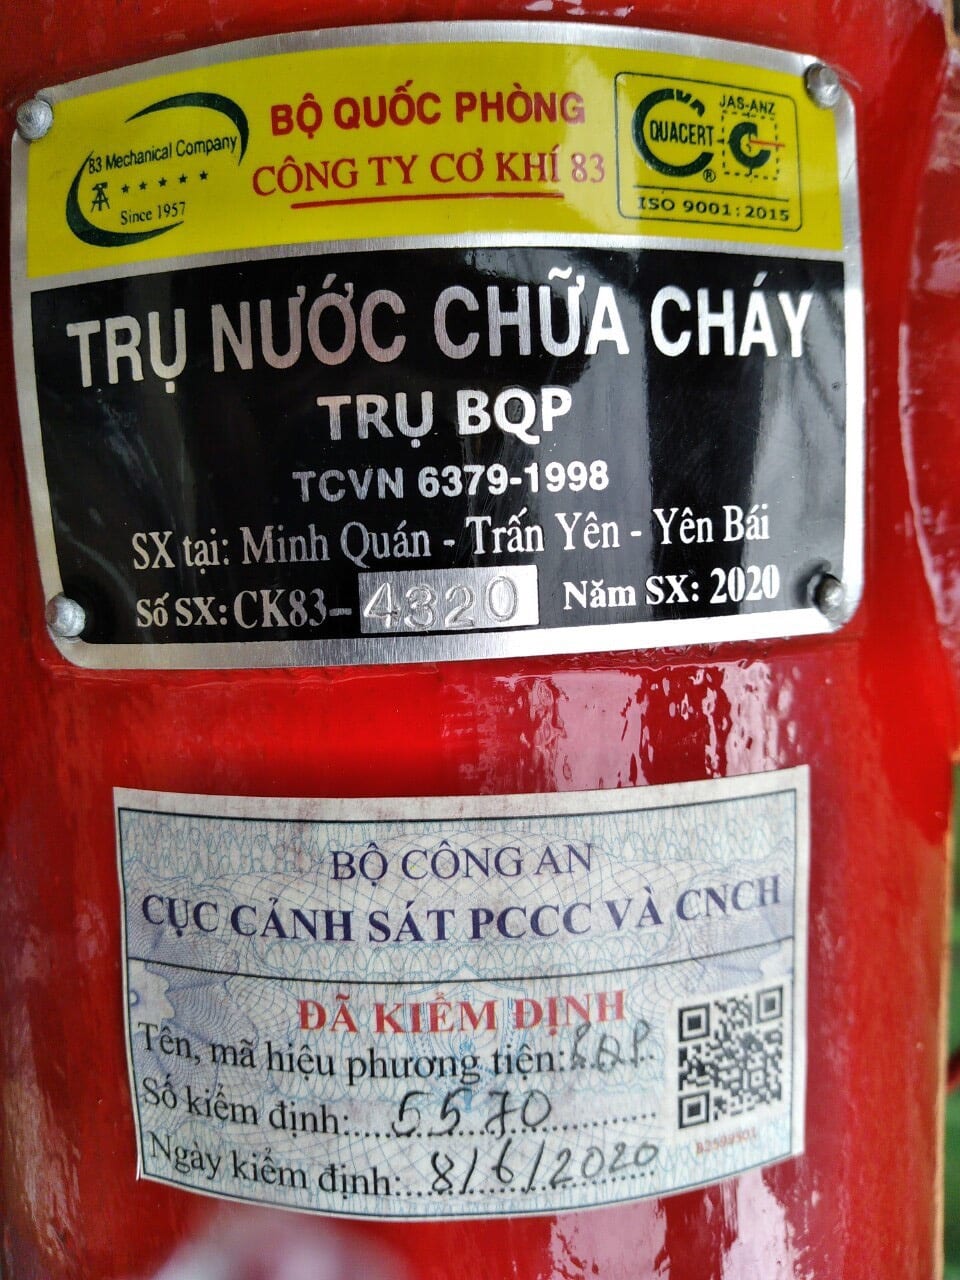 83 Mechanical Company
Since 1957
BỘ QUỐC PHÒNG
CÔNG TY CƠ KHÍ 83
QUACERT
®
JAS-ANZ
ISO 9001:2015
TRỤ NƯỚC CHỮA CHÁY
TRỤ BQP
TCVN 6379-1998
SX tại: Minh Quán - Trấn Yên - Yên Bái
Số SX: CK83-4320 Năm SX: 2020
BỘ CÔNG AN
CỤC CẢNH SÁT PCCC VÀ CNCH
ĐÃ KIỂM ĐỊNH
Tên, mã hiệu phương tiện: BQP
Số kiểm định: 5570
Ngày kiểm định: 8/6/2020